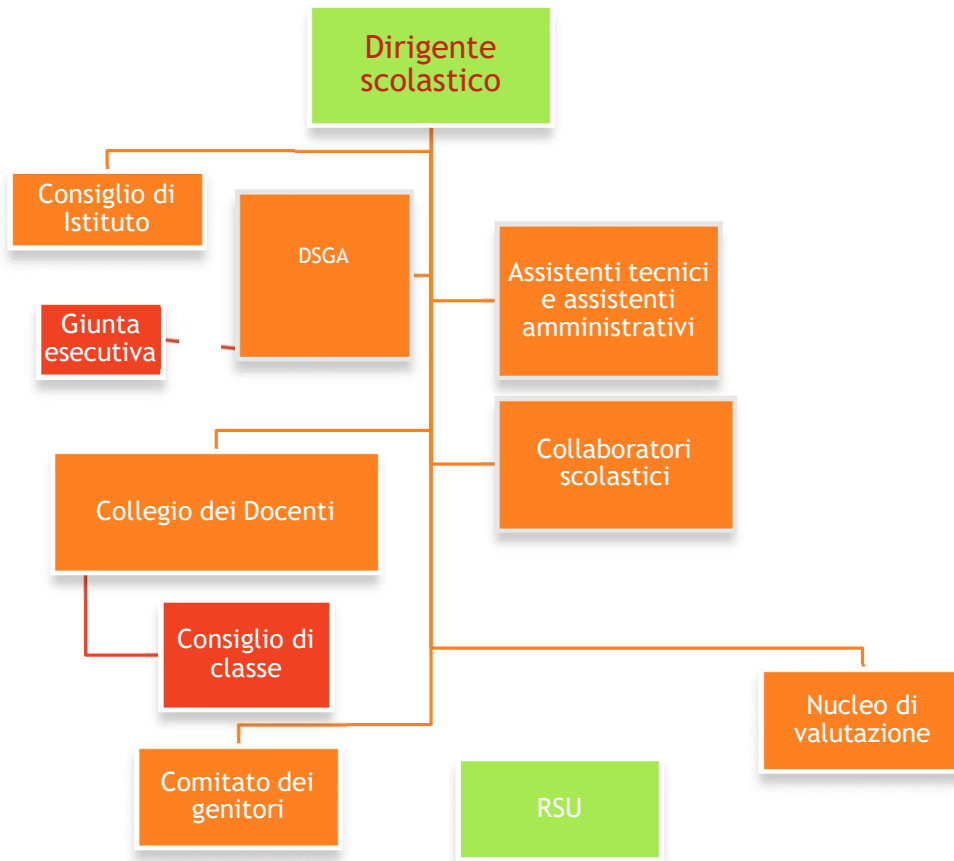 Dirigente
scolastico
Consiglio di
Istituto
DSGA
Assistenti tecnici
e assistenti
amministrativi
Giunta
esecutiva
Collaboratori
scolastici
Collegio dei Docenti
Consiglio di
classe
Nucleo di
valutazione
Comitato dei
genitori
RSU